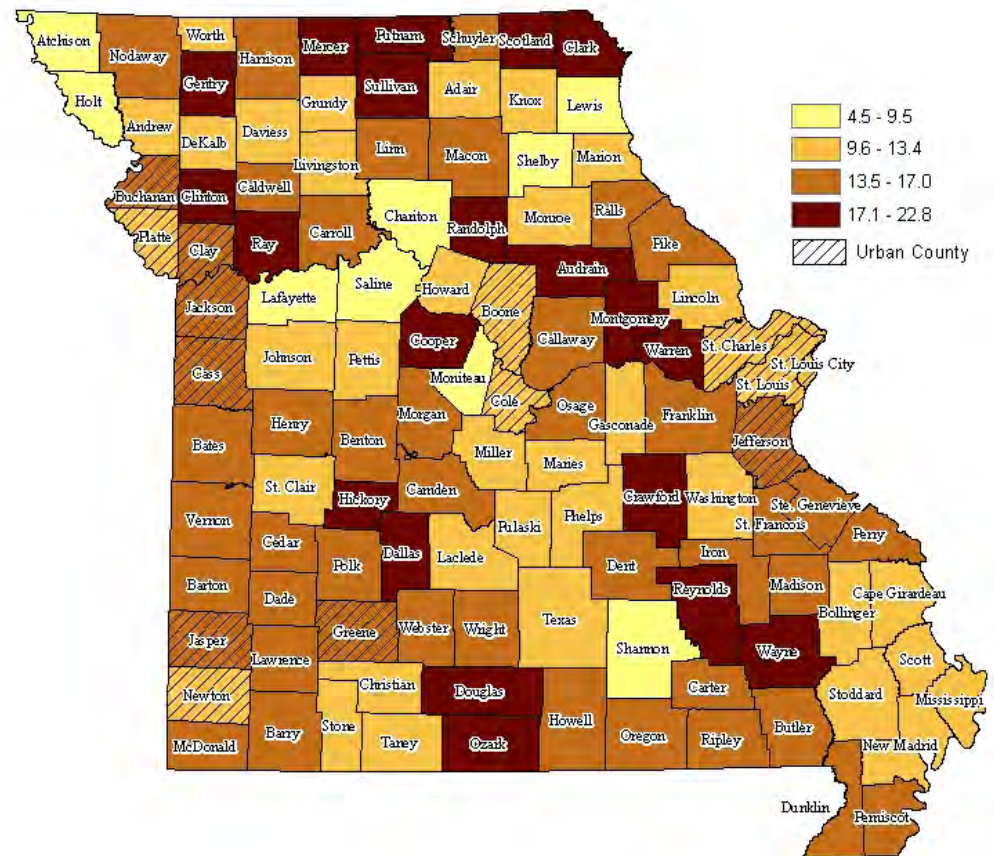 Atchison
Nodaway
Worth
Harrison
Mercer
Putnam
Schuyler
Scotland
Clark
Holt
Gentry
Grundy
Sullivan
Adair
Knox
Lewis
Andrew
DeKalb
Daviess
Livingston
Linn
Macon
Shelby
Marion
Buchanan
Clinton
Caldwell
Chariton
Randolph
Monroe
Ralls
Platte
Clay
Ray
Carroll
Pike
Audrain
Jackson
Lafayette
Saline
Howard
Boone
Lincoln
Montgomery
Cass
Johnson
Pettis
Cooper
Moniteau
Callaway
Warren
St. Charles
St. Louis City
St. Louis
Cole
Osage
Gasconade
Franklin
Jefferson
Bates
Henry
Benton
Morgan
Miller
Maries
St. Clair
Hickory
Camden
Pulaski
Phelps
Crawford
Washington
Ste. Genevieve
St. Francois
Perry
Vernon
Cedar
Polk
Dallas
Laclede
Dent
Iron
Barton
Dade
Reynolds
Madison
Cape Girardeau
Bollinger
Jasper
Lawrence
Greene
Webster
Wright
Texas
Shannon
Wayne
Scott
Newton
Christian
Douglas
Carter
Stoddard
Mississippi
McDonald
Barry
Stone
Taney
Ozark
Howell
Oregon
Ripley
Butler
New Madrid
Dunklin
Pemiscot
4.5 - 9.5
9.6 - 13.4
13.5 - 17.0
17.1 - 22.8
Urban County